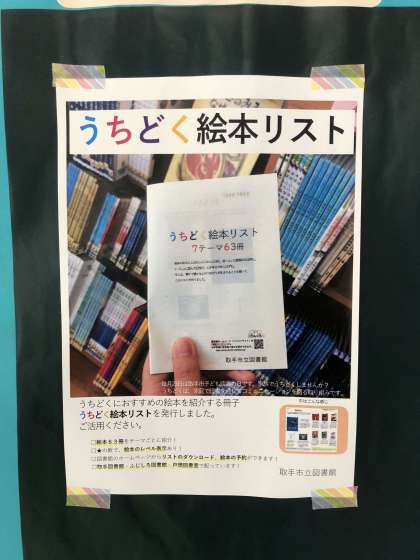 うちどく絵本リスト
うちどく絵本リスト
7テーマ63冊
取手市立図書館
うちどくにおすすめの絵本を紹介する冊子
うちどく絵本リストを発行しました。
ご活用ください。
□絵本63冊をテーマごとに紹介！
□★の数で、絵本のレベル表示あり！
□図書館のホームページからリストのダウンロード、絵本の予約ができます！
□取手図書館・ふじしろ図書館・戸頭図書室で配っています！
取手市立図書館